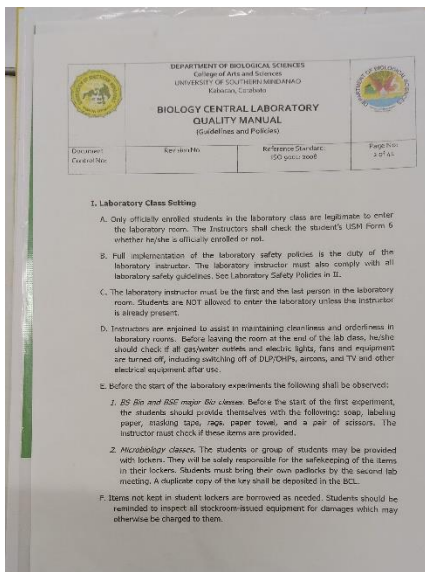 DEPARTMENT OF BIOLOGICAL SCIENCES
College of Arts and Sciences
UNIVERSITY OF SOUTHERN MINDANAO
Kabacan, Cotabato
BIOLOGY CENTRAL LABORATORY
QUALITY MANUAL
(Guidelines and Policies)
Document
Control No:
Revision No
Reference Standard:
ISO 9001: 2008
Page No:
I. Laboratory Class Setting
A. Only officially enrolled students in the laboratory class are legitimate to enter
the laboratory room. The Instructors shall check the student's USM Form 6
whether he/she is officially enrolled or not.
B. Full implementation of the laboratory safety policies is the duty of the
laboratory instructor. The laboratory instructor must also comply with all
laboratory safety guidelines. See Laboratory Safety Policies in II.
C. The laboratory instructor must be the first and the last person in the laboratory
room. Students are NOT allowed to enter the laboratory unless the instructor
is already present.
D. Instructors are enjoined to assist in maintaining cleanliness and orderliness in
laboratory rooms. Before leaving the room at the end of the lab class, he/she
should check if all gas/water outlets and electric lights, fans and equipment
are turned off, including switching off of DLP/OHPs, aircons, and TV and other
electrical equipment after use.
E. Before the start of the laboratory experiments the following shall be observed:
1. BS Bio and BSE major Bio classes. Before the start of the first experiment,
the students should provide themselves with the following: soap, labeling
paper, masking tape, rags, paper towel, and a pair of scissors. The
instructor must check if these items are provided.
2. Microbiology classes. The students or group of students may be provided
with lockers. They will be solely responsible for the safekeeping of the items
in their lockers. Students must bring their own padlocks by the second lab
meeting. A duplicate copy of the key shall be deposited in the BCL.
F. Items not kept in student lockers are borrowed as needed. Students should be
reminded to inspect all stockroom-issued equipment for damages which may
otherwise be charged to them.